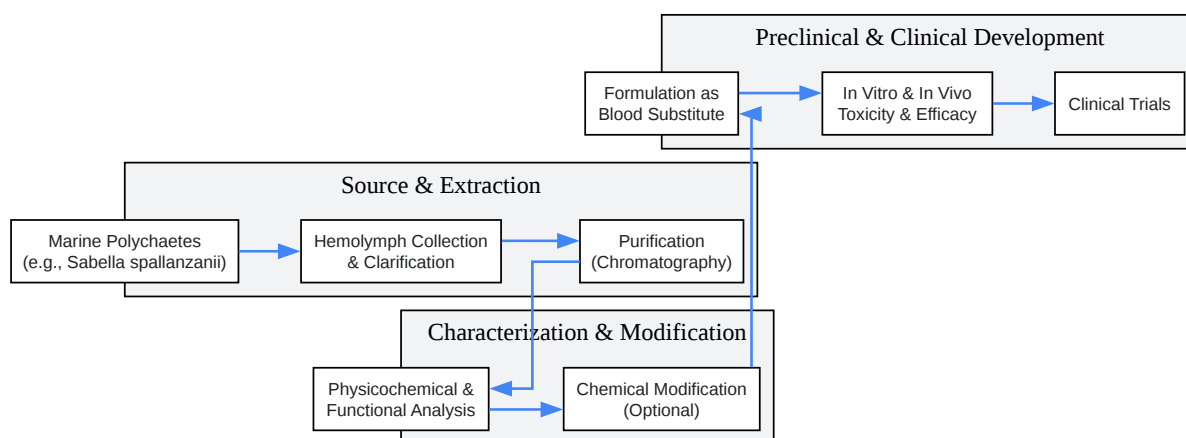 Preclinical & Clinical Development
Formulation as
Blood Substitute
In Vitro & In Vivo
Toxicity & Efficacy
Clinical Trials
Source & Extraction
Marine Polychaetes
(e.g., Sabella spallanzanii)
Hemolymph Collection
& Clarification
Purification
(Chromatography)
Characterization & Modification
Physicochemical &
Functional Analysis
Chemical Modification
(Optional)